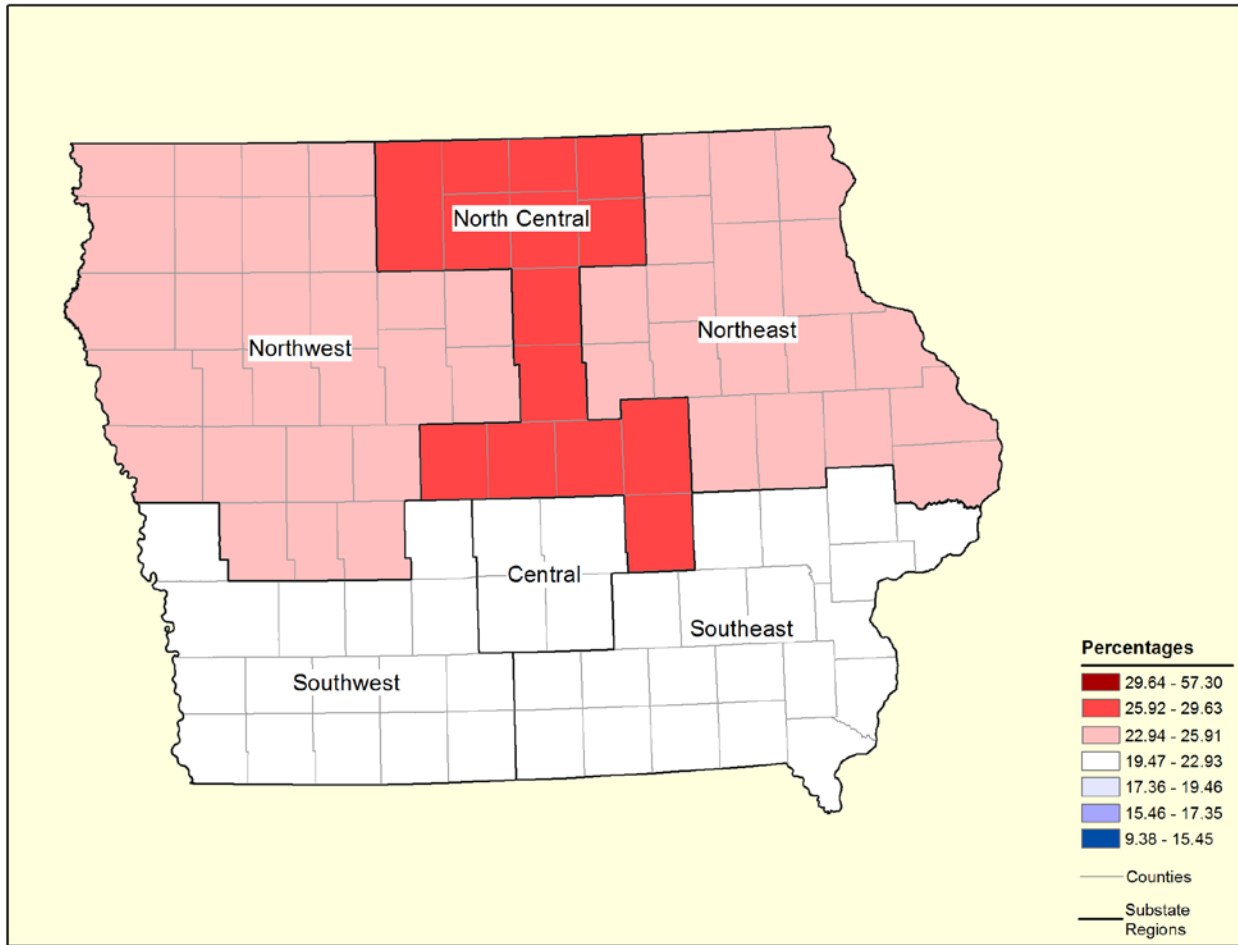 North Central
Northeast
Northwest
Central
Southeast
Southwest
Percentages
29.64 - 57.30
25.92 - 29.63
22.94 - 25.91
19.47 - 22.93
17.36 - 19.46
15.46 - 17.35
9.38 - 15.45
Counties
Substate
Regions